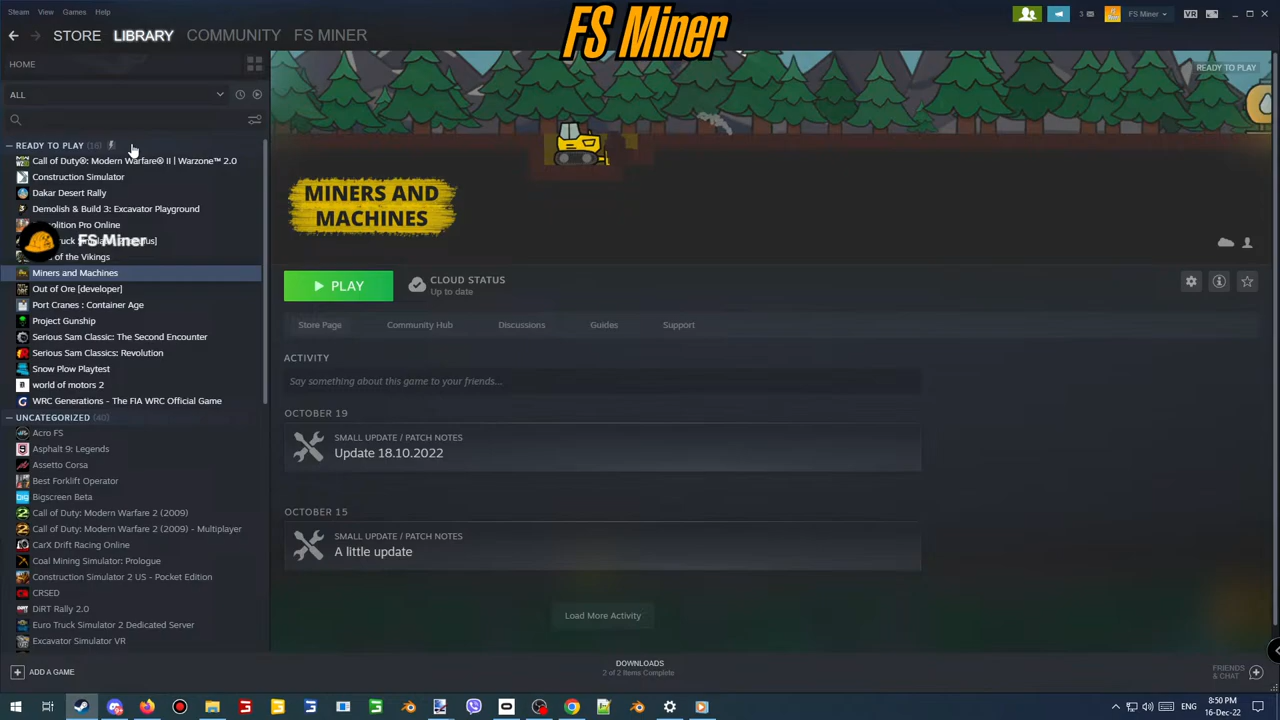 Steam View Games Help
FS Miner
3
FS Miner
VR
STORE LIBRARY COMMUNITY FS MINER
HOME
READY TO PLAY
ALL
READY TO PLAY (16)
Call of Duty®: Modern Warfare® II | Warzone™ 2.0
Construction Simulator
Dakar Desert Rally
Demolish & Build 3: Excavator Playground
Pro Online
FS Miner
of the Vikings
Miners and Machines
Out of Ore [developer]
Port Cranes : Container Age
Project Gunship
Serious Sam Classic: The Second Encounter
Serious Sam Classics: Revolution
Snow Plow Playtest
world of motors 2
WRC Generations - The FIA WRC Official Game
UNCATEGORIZED (40)
Acro FS
Asphalt 9: Legends
Assetto Corsa
Best Forklift Operator
Bigscreen Beta
Call of Duty: Modern Warfare 2 (2009)
Call of Duty: Modern Warfare 2 (2009) - Multiplayer
CarX Drift Racing Online
Coal Mining Simulator: Prologue
Construction Simulator 2 US - Pocket Edition
CRSED
DiRT Rally 2.0
Euro Truck Simulator 2 Dedicated Server
Excavator Simulator VR
ADD A GAME
MINERS AND
MACHINES
PLAY
CLOUD STATUS
Up to date
Store Page Community Hub Discussions Guides Support
ACTIVITY
Say something about this game to your friends...
OCTOBER 19
SMALL UPDATE / PATCH NOTES
Update 18.10.2022
OCTOBER 15
SMALL UPDATE / PATCH NOTES
A little update
Load More Activity
DOWNLOADS
2 of 2 Items Complete
FRIENDS
& CHAT
8:50 PM
16-Dec-22